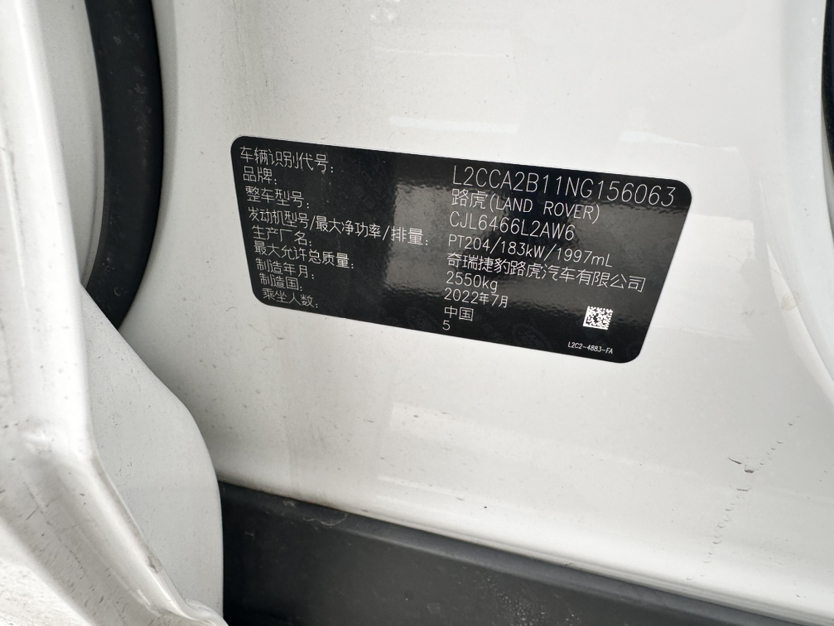 车辆识别代号： L2CCA2B11NG156063
品牌： 路虎(LAND ROVER)
整车型号： CJL6466L2AW6
发动机型号/最大净功率/排量： PT204/183kW/1997mL
生产厂名： 奇瑞捷豹路虎汽车有限公司
最大允许总质量： 2550kg
制造年月： 2022年7月
制造国： 中国
乘坐人数： 5
L2C2-4883-FA